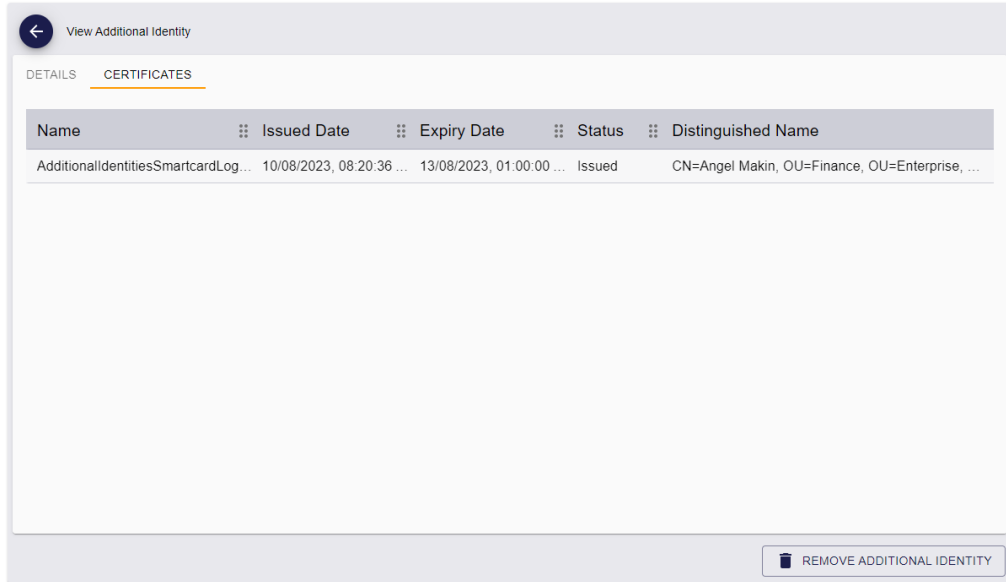 View Additional Identity
DETAILS CERTIFICATES
Name Issued Date Expiry Date Status Distinguished Name
AdditionalIdentitiesSmartcardLog... 10/08/2023, 08:20:36 ... 13/08/2023, 01:00:00 ... Issued CN=Angel Makin, OU=Finance, OU=Enterprise, ...
REMOVE ADDITIONAL IDENTITY